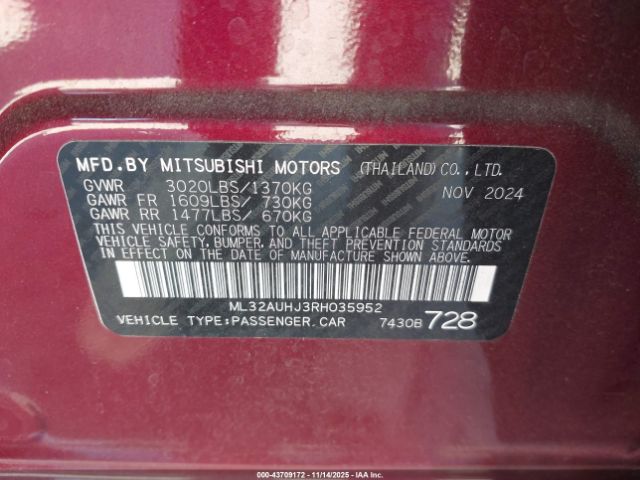 MFD.BY MITSUBISHI MOTORS (THAILAND)CO.,LTD.
GVWR 3020LBS/1370KG NOV 2024
GAWR FR 1609LBS/ 730KG
GAWR RR 1477LBS/ 670KG
THIS VEHICLE CONFORMS TO ALL APPLICABLE FEDERAL MOTOR
VEHICLE SAFETY, BUMPER, AND THEFT PREVENTION STANDARDS
IN EFFECT ON THE DATE OF MANUFACTURE SHOWN ABOVE.
ML32AUHJ3RH035952
VEHICLE TYPE:PASSENGER.CAR 7430B 728
000-43709172 11/14/2025 IAAI.COM